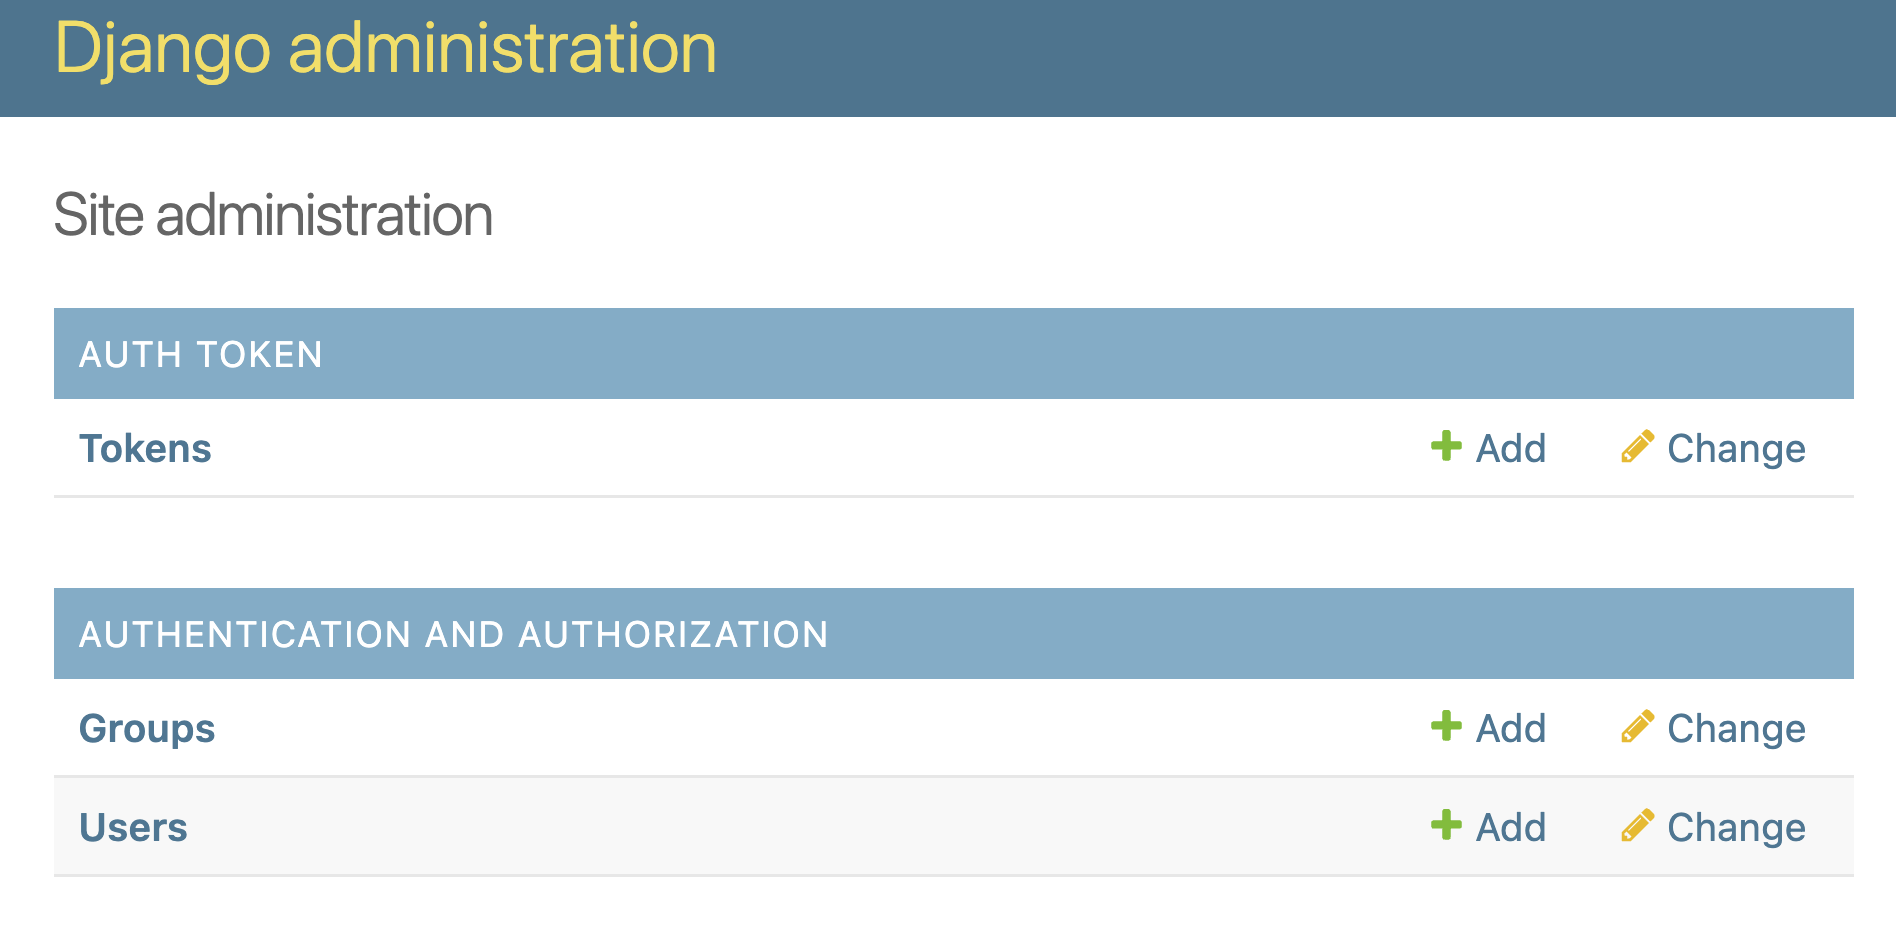 Django administration
Site administration
AUTH TOKEN
Tokens Add Change
AUTHENTICATION AND AUTHORIZATION
Groups Add Change
Users Add Change